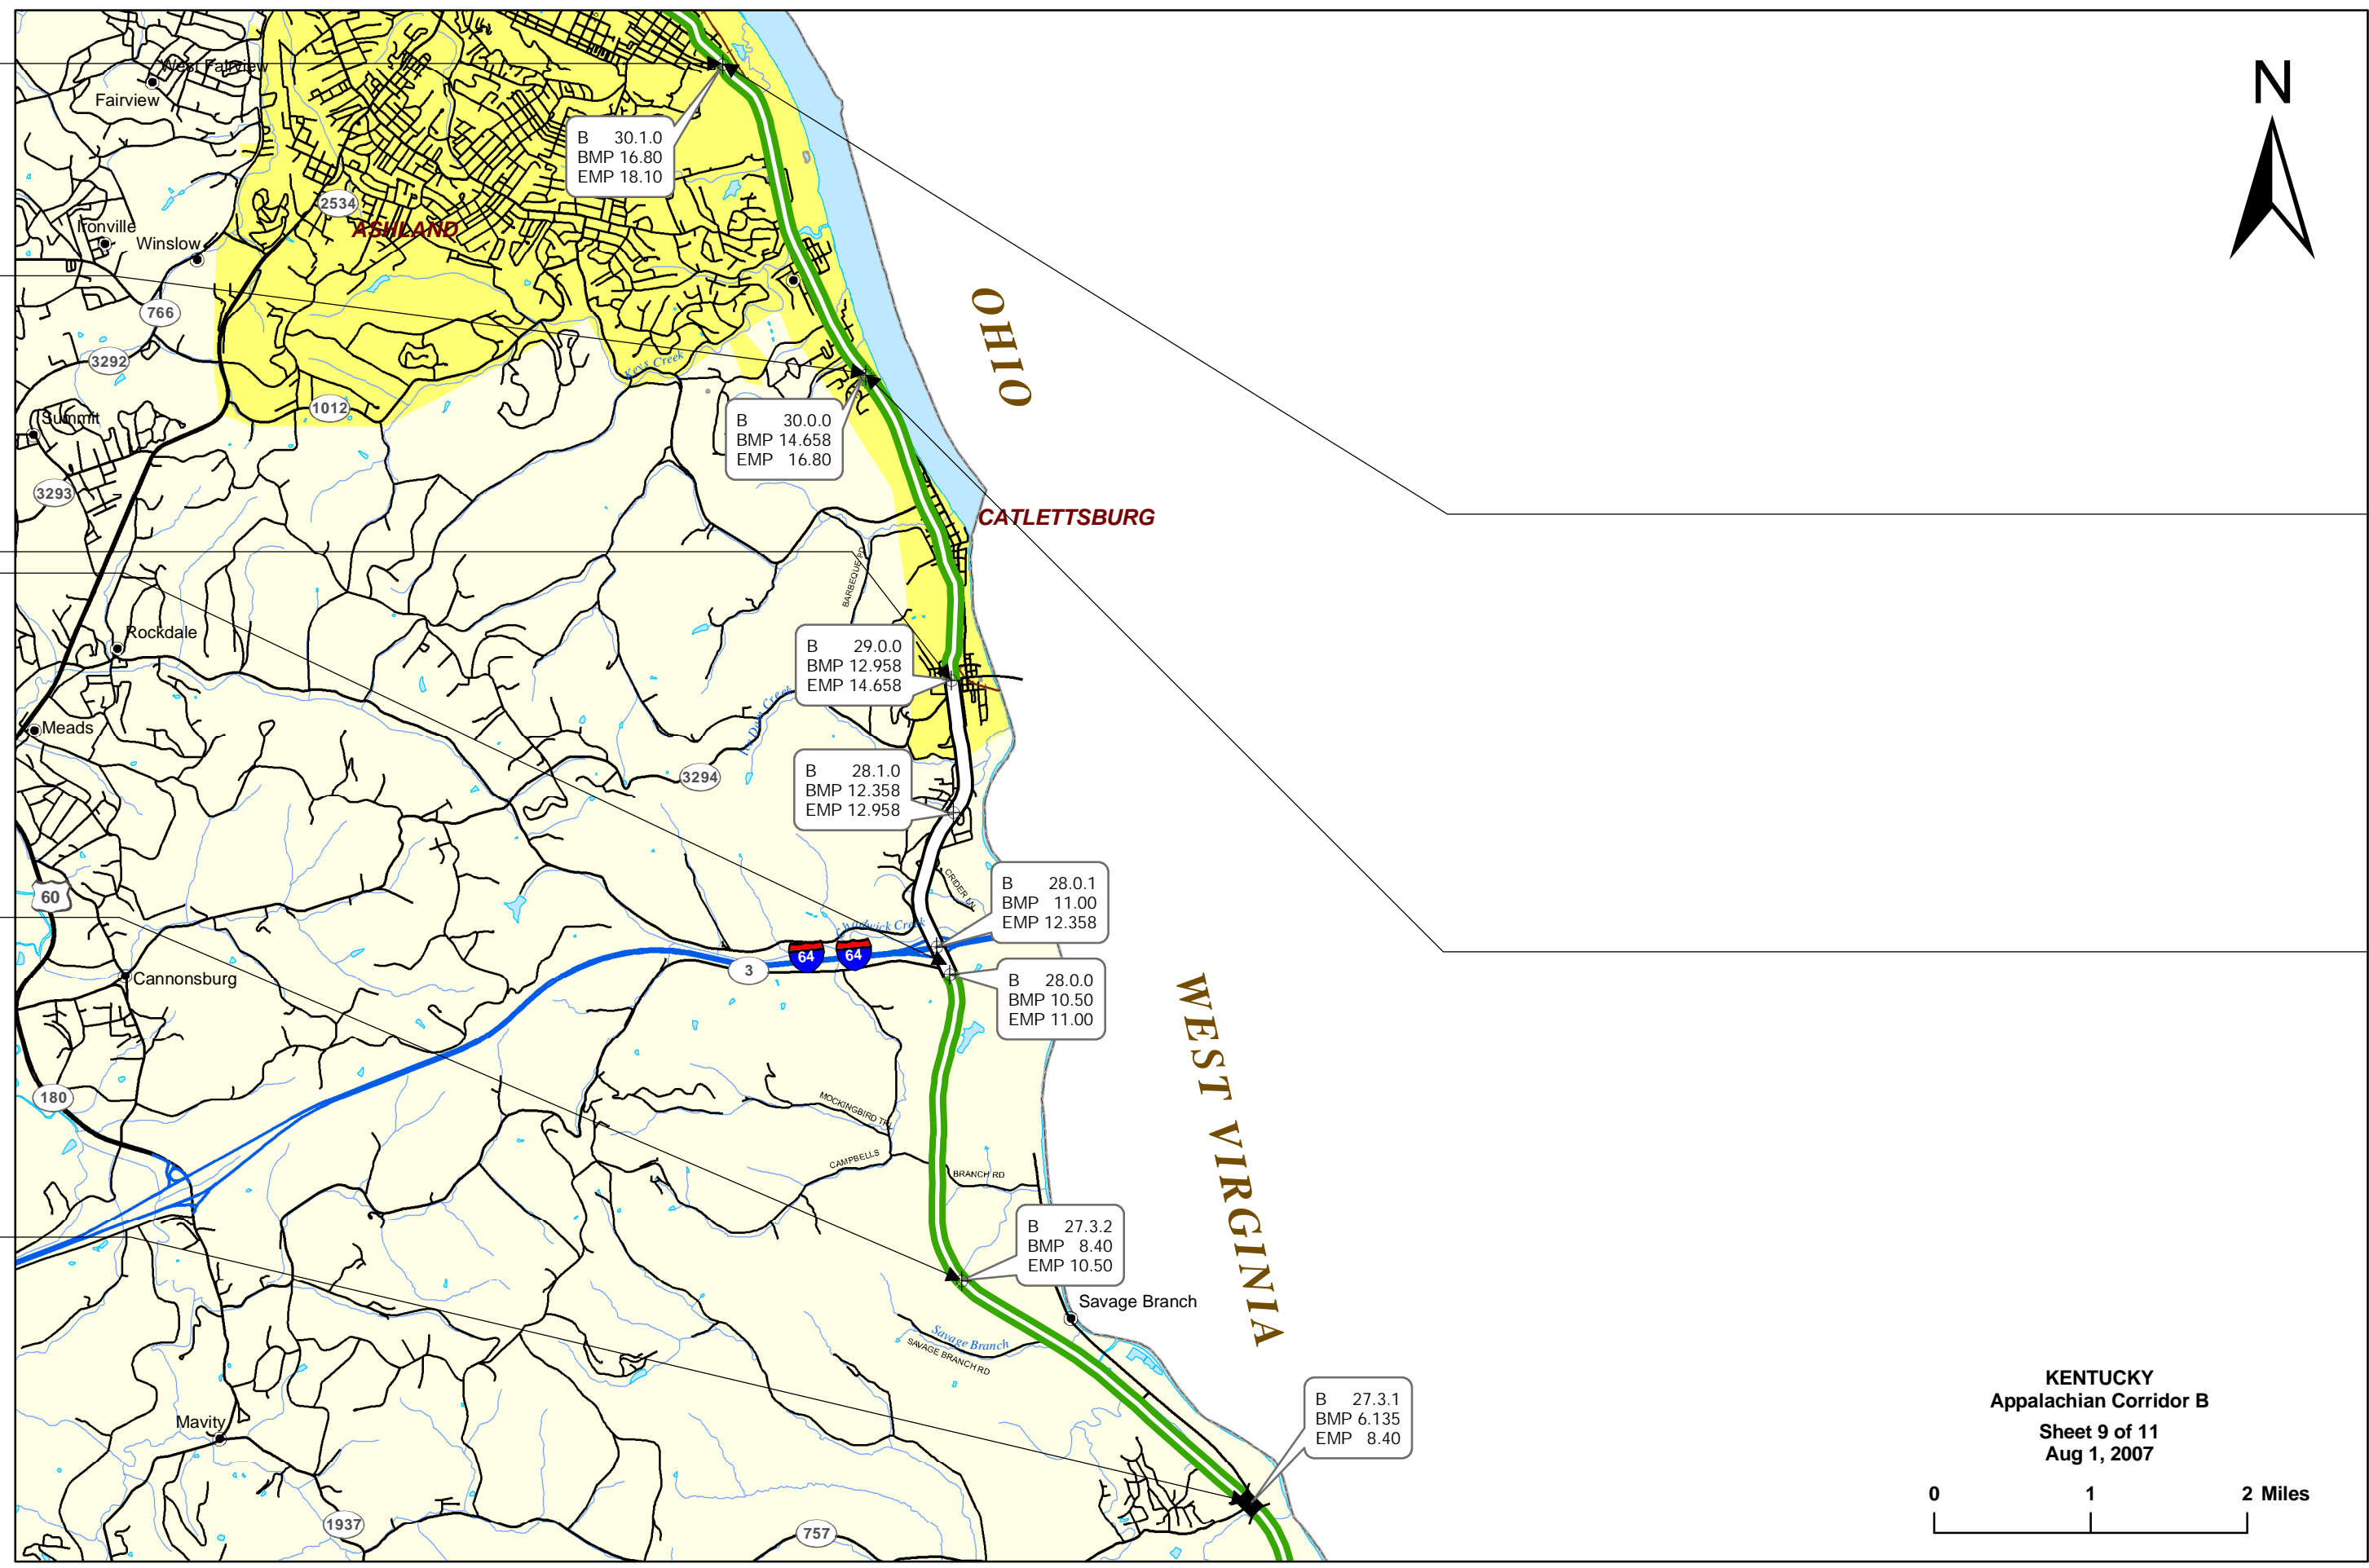 West Fairview
Fairview
N
B 30.1.0
BMP 16.80
EMP 18.10
2534
ASHLAND
Ironville
Winslow
766
3292
1012
Summit
3293
Keys Creek
OHIO
B 30.0.0
BMP 14.658
EMP 16.80
CATLETTSBURG
BARBEQUE RD
Rockdale
B 29.0.0
BMP 12.958
EMP 14.658
Meads
3294
B 28.1.0
BMP 12.358
EMP 12.958
60
CRIDER LN
B 28.0.1
BMP 11.00
EMP 12.358
64
64
3
Cannonsburg
B 28.0.0
BMP 10.50
EMP 11.00
WEST VIRGINIA
180
MOCKINGBIRD TRL
CAMPBELLS
BRANCH RD
B 27.3.2
BMP 8.40
EMP 10.50
Savage Branch
Savage Branch
SAVAGE BRANCH RD
B 27.3.1
BMP 6.135
EMP 8.40
Mavity
1937
757
KENTUCKY
Appalachian Corridor B
Sheet 9 of 11
Aug 1, 2007
0 1 2 Miles